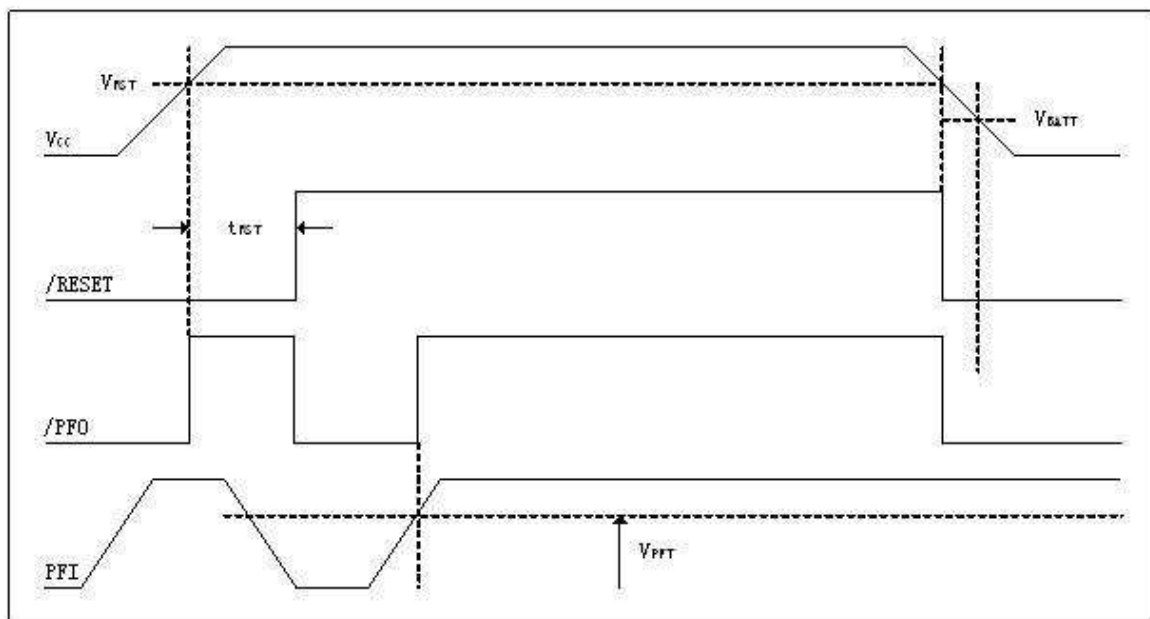 VRST
VBATT
VCC
tRST
/RESET
/PFO
VPFT
PFI